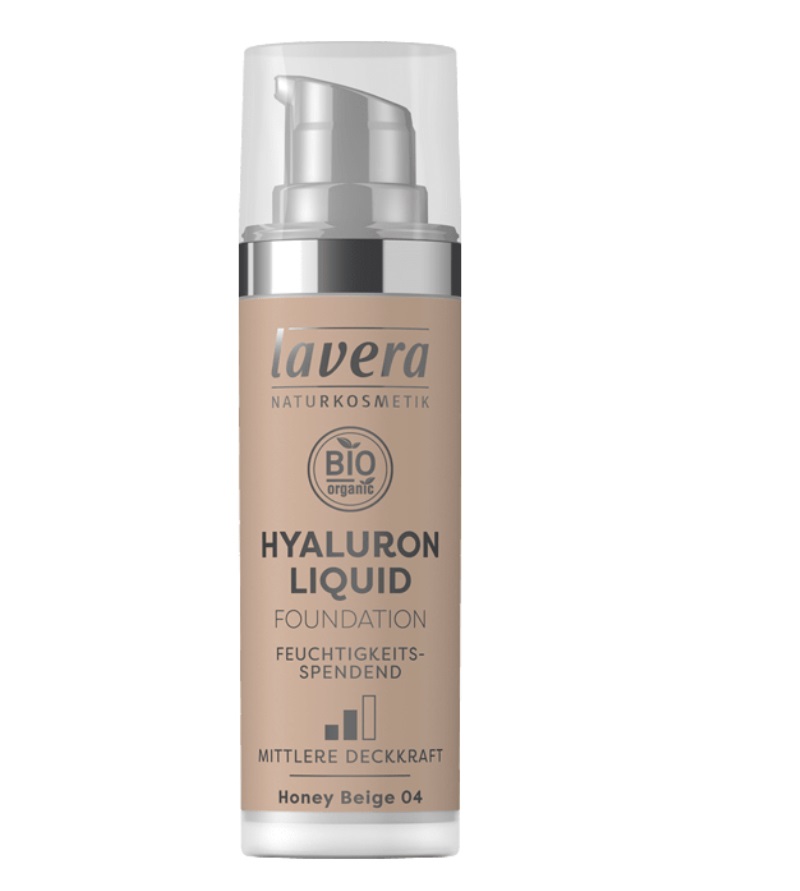 lavera
NATURKOSMETIK
BIO
organic
HYALURON
LIQUID
FOUNDATION
FEUCHTIGKEITS-
SPENDEND
MITTLERE DECKKRAFT
Honey Beige 04